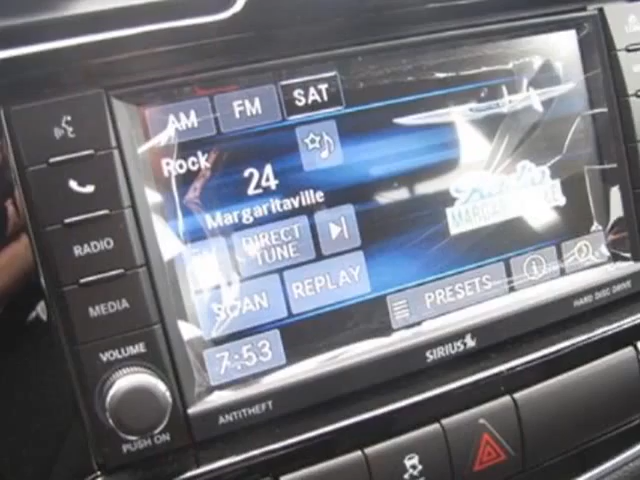 AM FM SAT
Rock
24
Margaritaville
DIRECT
TUNE
SCAN
REPLAY
PRESETS
7:53
RADIO
MEDIA
VOLUME
PUSH ON
ANTITHEFT
SIRIUS
HARD DISC DRIVE